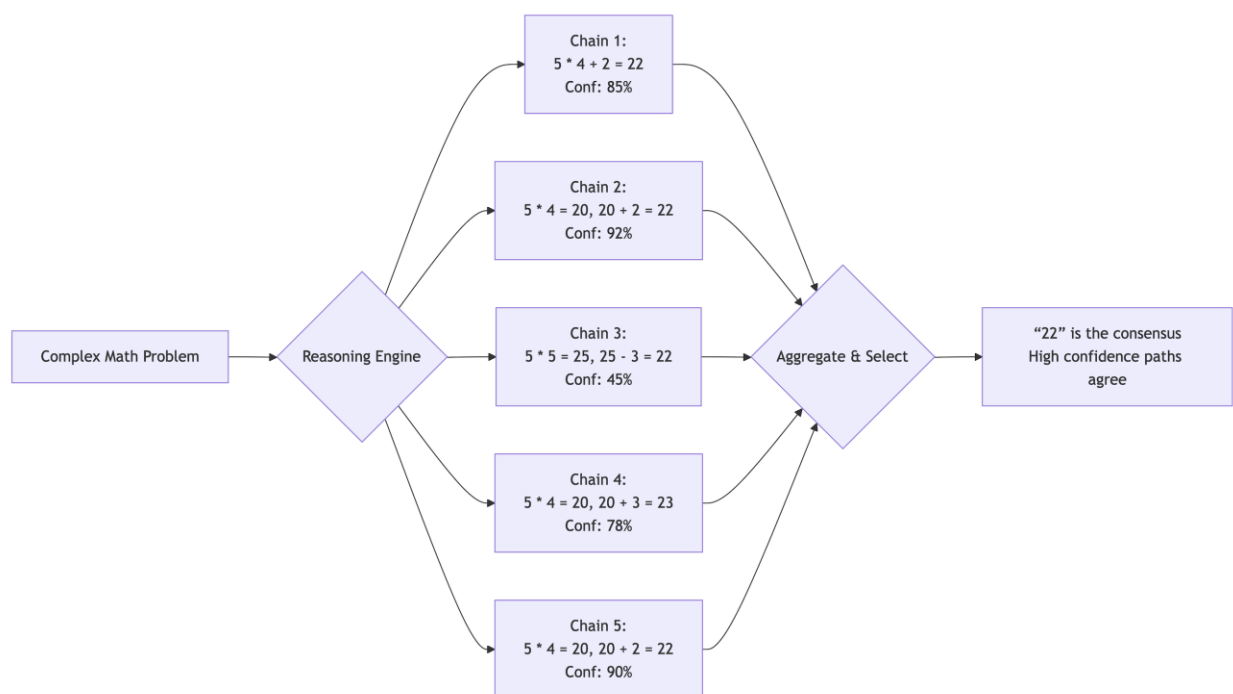 Complex Math Problem
Reasoning Engine
Chain 1:
5 * 4 + 2 = 22
Conf: 85%
Chain 2:
5 * 4 = 20, 20 + 2 = 22
Conf: 92%
Chain 3:
5 * 5 = 25, 25 - 3 = 22
Conf: 45%
Chain 4:
5 * 4 = 20, 20 + 3 = 23
Conf: 78%
Chain 5:
5 * 4 = 20, 20 + 2 = 22
Conf: 90%
Aggregate & Select
“22” is the consensus
High confidence paths
agree